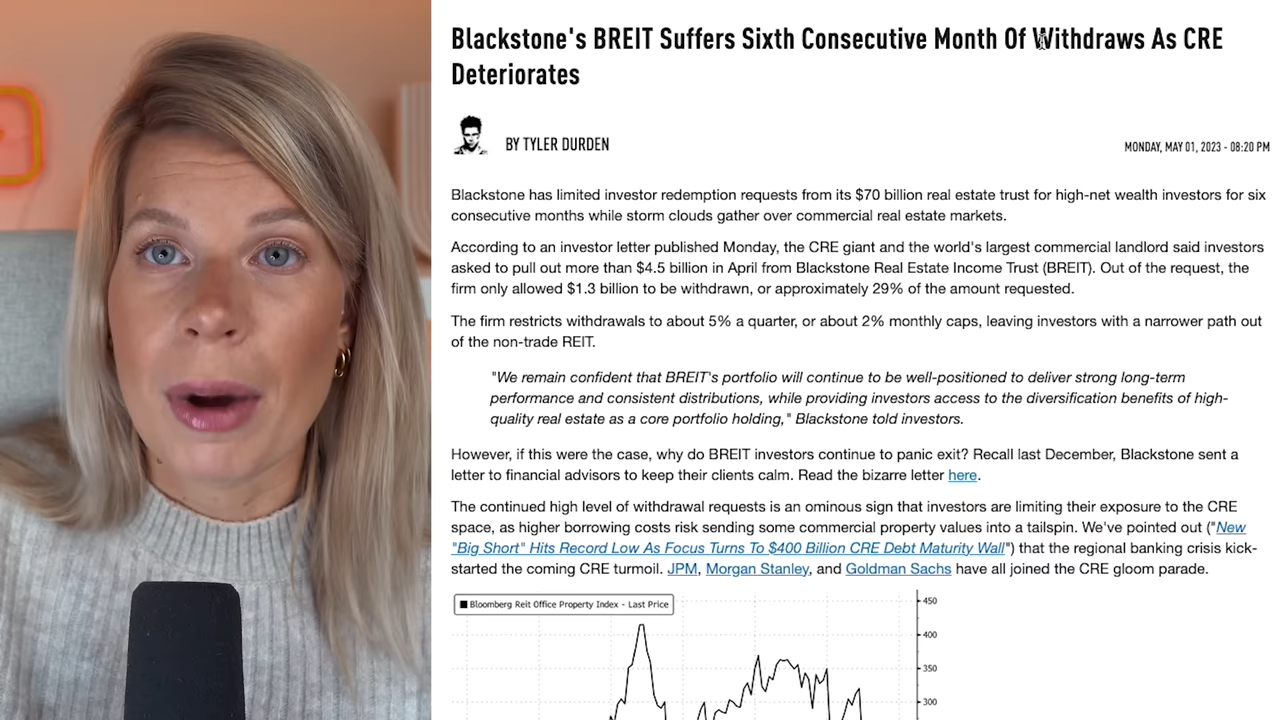 Blackstone's BREIT Suffers Sixth Consecutive Month Of Withdraws As CRE
Deteriorates
BY TYLER DURDEN
MONDAY, MAY 01, 2023 - 08:20 PM
Blackstone has limited investor redemption requests from its $70 billion real estate trust for high-net wealth investors for six
consecutive months while storm clouds gather over commercial real estate markets.
According to an investor letter published Monday, the CRE giant and the world's largest commercial landlord said investors
asked to pull out more than $4.5 billion in April from Blackstone Real Estate Income Trust (BREIT). Out of the request, the
firm only allowed $1.3 billion to be withdrawn, or approximately 29% of the amount requested.
The firm restricts withdrawals to about 5% a quarter, or about 2% monthly caps, leaving investors with a narrower path out
of the non-trade REIT.
"We remain confident that BREIT's portfolio will continue to be well-positioned to deliver strong long-term
performance and consistent distributions, while providing investors access to the diversification benefits of high-
quality real estate as a core portfolio holding," Blackstone told investors.
However, if this were the case, why do BREIT investors continue to panic exit? Recall last December, Blackstone sent a
letter to financial advisors to keep their clients calm. Read the bizarre letter here.
The continued high level of withdrawal requests is an ominous sign that investors are limiting their exposure to the CRE
space, as higher borrowing costs risk sending some commercial property values into a tailspin. We've pointed out ("New
"Big Short" Hits Record Low As Focus Turns To $400 Billion CRE Debt Maturity Wall") that the regional banking crisis kick-
started the coming CRE turmoil. JPM, Morgan Stanley, and Goldman Sachs have all joined the CRE gloom parade.
Bloomberg Reit Office Property Index - Last Price
450
400
350
300